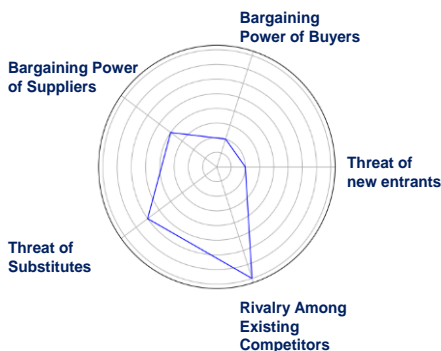 Bargaining
Power of Buyers
Bargaining Power
of Suppliers
Threat of
new entrants
Threat of
Substitutes
Rivalry Among
Existing
Competitors